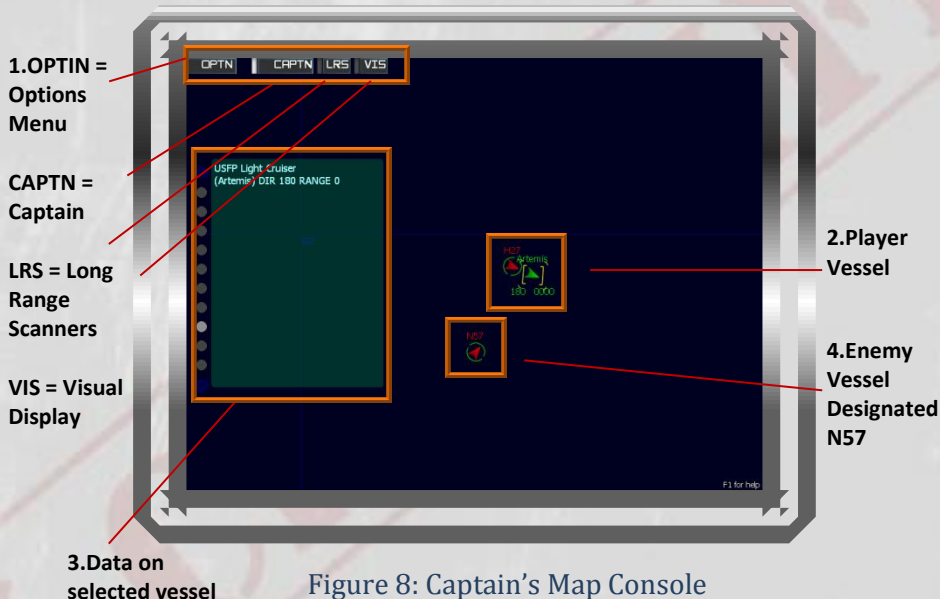 1.OPTIN =
Options
Menu
CAPTN =
Captain
LRS = Long
Range
Scanners
VIS = Visual
Display
OPTN CAPTN LRS VIS
USFP Light Cruiser
(Artemis) DIR 180 RANGE 0
H27
Artemis
180 0000
N57
F1 for help
2.Player
Vessel
4.Enemy
Vessel
Designated
N57
3.Data on
selected vessel
Figure 8: Captain's Map Console